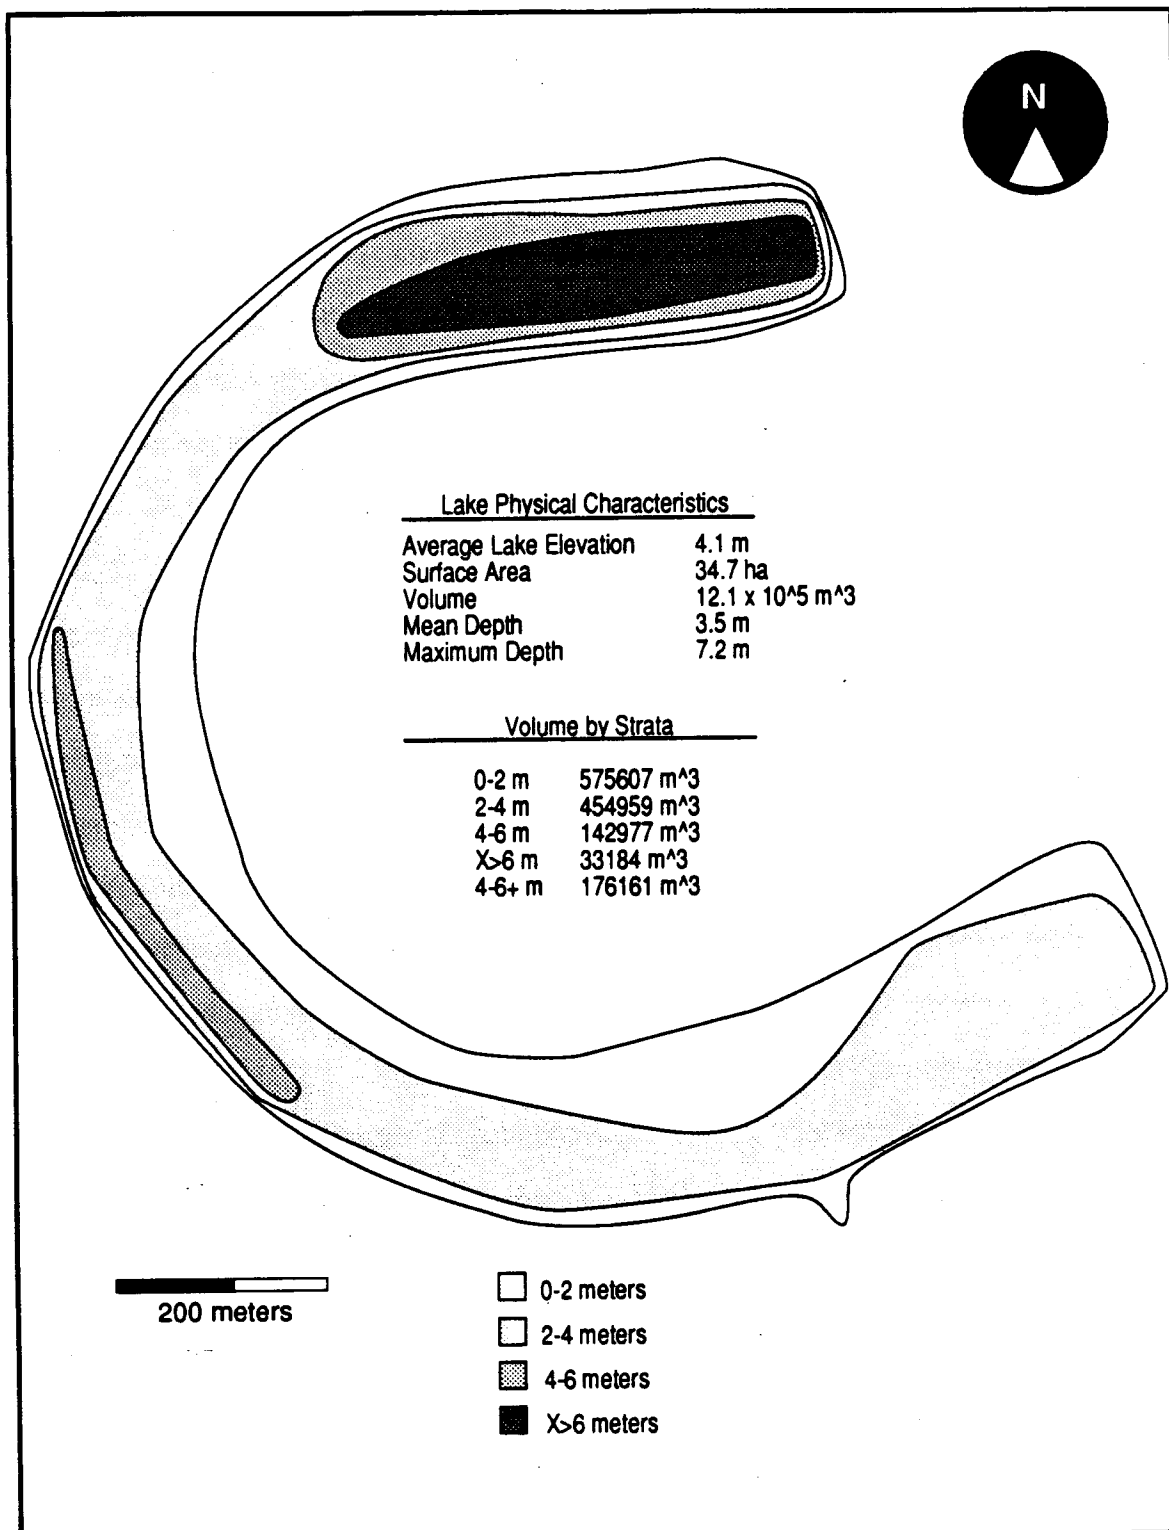 N
Lake Physical Characteristics
Average Lake Elevation 4.1 m
Surface Area 34.7 ha
Volume 12.1 x 10^5 m^3
Mean Depth 3.5 m
Maximum Depth 7.2 m
Volume by Strata
0-2 m 575607 m^3
2-4 m 454959 m^3
4-6 m 142977 m^3
X>6 m 33184 m^3
4-6+ m 176161 m^3
200 meters
0-2 meters
2-4 meters
4-6 meters
X>6 meters